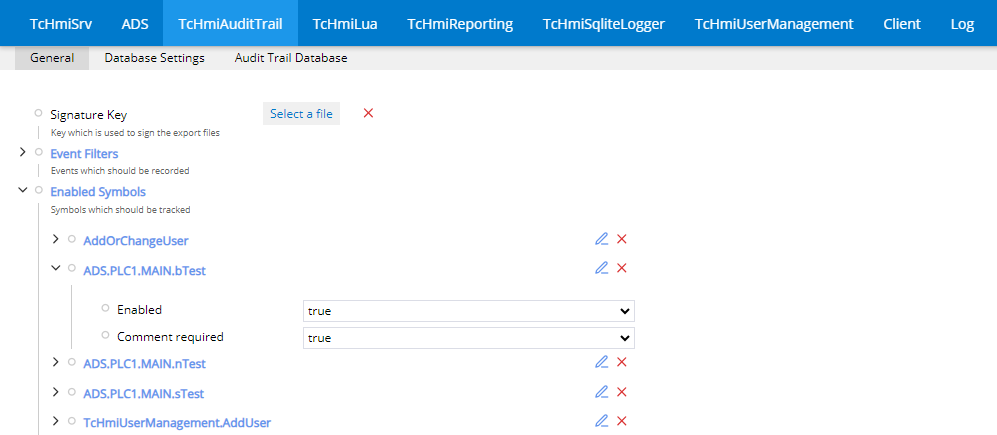 TcHmiSrv ADS TcHmiAuditTrail TcHmiLua TcHmiReporting TcHmiSqliteLogger TcHmiUserManagement Client Log
General Database Settings Audit Trail Database
Signature Key Select a file
Key which is used to sign the export files
Event Filters
Events which should be recorded
Enabled Symbols
Symbols which should be tracked
AddOrChangeUser
ADS.PLC1.MAIN.bTest
Enabled true
Comment required true
ADS.PLC1.MAIN.nTest
ADS.PLC1.MAIN.sTest
TcHmiUserManagement.AddUser